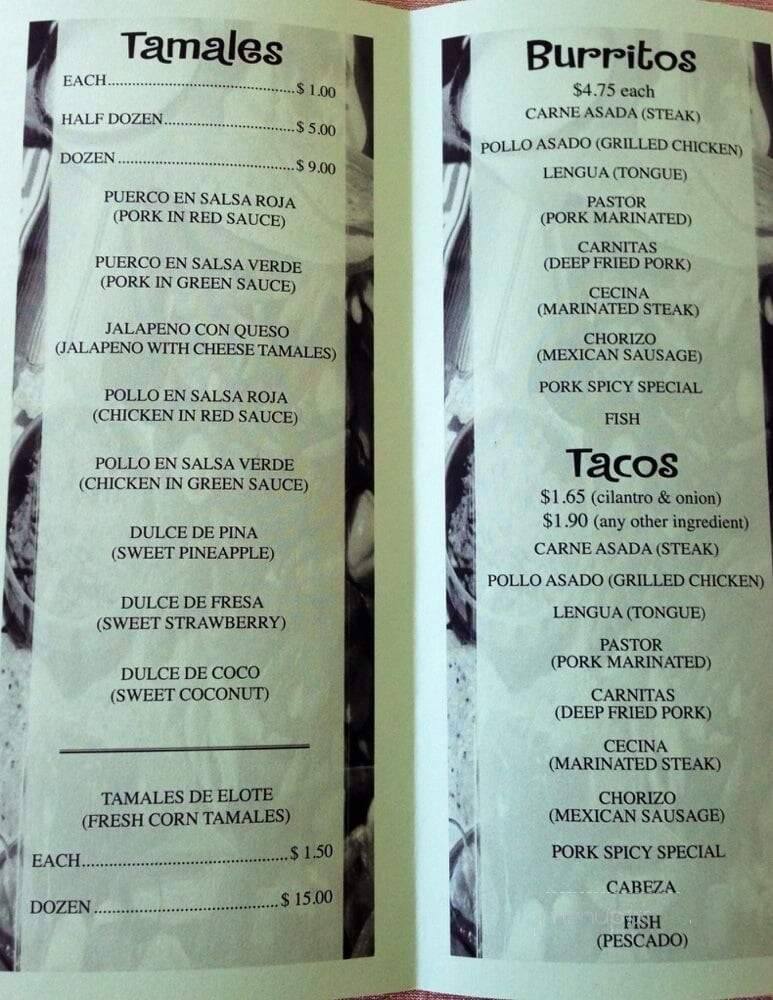 Tamales
EACH........................................$ 1.00
HALF DOZEN............................$ 5.00
DOZEN......................................$ 9.00
PUERCO EN SALSA ROJA
(PORK IN RED SAUCE)
PUERCO EN SALSA VERDE
(PORK IN GREEN SAUCE)
JALAPENO CON QUESO
(JALAPENO WITH CHEESE TAMALES)
POLLO EN SALSA ROJA
(CHICKEN IN RED SAUCE)
POLLO EN SALSA VERDE
(CHICKEN IN GREEN SAUCE)
DULCE DE PINA
(SWEET PINEAPPLE)
DULCE DE FRESA
(SWEET STRAWBERRY)
DULCE DE COCO
(SWEET COCONUT)
TAMALES DE ELOTE
(FRESH CORN TAMALES)
EACH........................................$ 1.50
DOZEN....................................$ 15.00
Burritos
$4.75 each
CARNE ASADA (STEAK)
POLLO ASADO (GRILLED CHICKEN)
LENGUA (TONGUE)
PASTOR
(PORK MARINATED)
CARNITAS
(DEEP FRIED PORK)
CECINA
(MARINATED STEAK)
CHORIZO
(MEXICAN SAUSAGE)
PORK SPICY SPECIAL
FISH
Tacos
$1.65 (cilantro & onion)
$1.90 (any other ingredient)
CARNE ASADA (STEAK)
POLLO ASADO (GRILLED CHICKEN)
LENGUA (TONGUE)
PASTOR
(PORK MARINATED)
CARNITAS
(DEEP FRIED PORK)
CECINA
(MARINATED STEAK)
CHORIZO
(MEXICAN SAUSAGE)
PORK SPICY SPECIAL
CABEZA
FISH
(PESCADO)